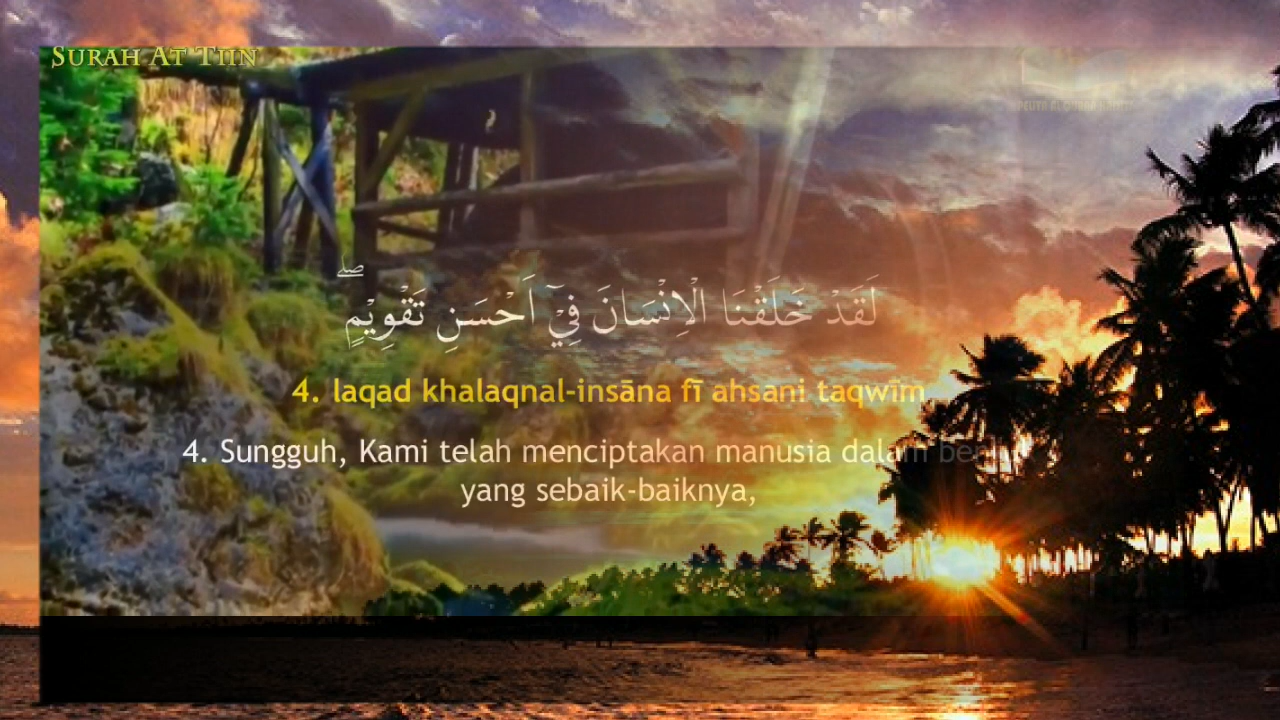 SURAH AT TIIN
لَقَدْ خَلَقْنَا الْاِنْسَانَ فِيْٓ اَحْسَنِ تَقْوِيْمٍۖ
4. laqad khalaqnal-insāna fī ahsani taqwīm
4. Sungguh, Kami telah menciptakan manusia dalam
yang sebaik-baiknya,